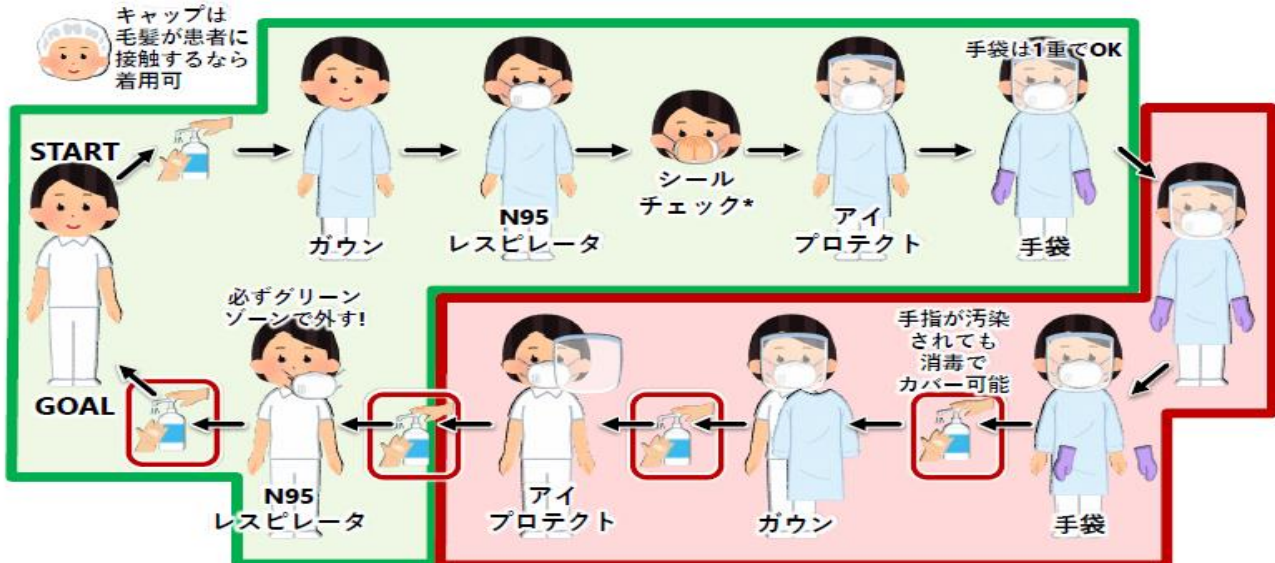 キャップは
毛髪が患者に
接触するなら
着用可
手袋は1重でOK
START
ガウン
N95
レスピレータ
シール
チェック*
アイ
プロテクト
手袋
必ずグリーン
ゾーンで外す!
手指が汚染
されても
消毒で
カバー可能
GOAL
N95
レスピレータ
アイ
プロテクト
ガウン
手袋